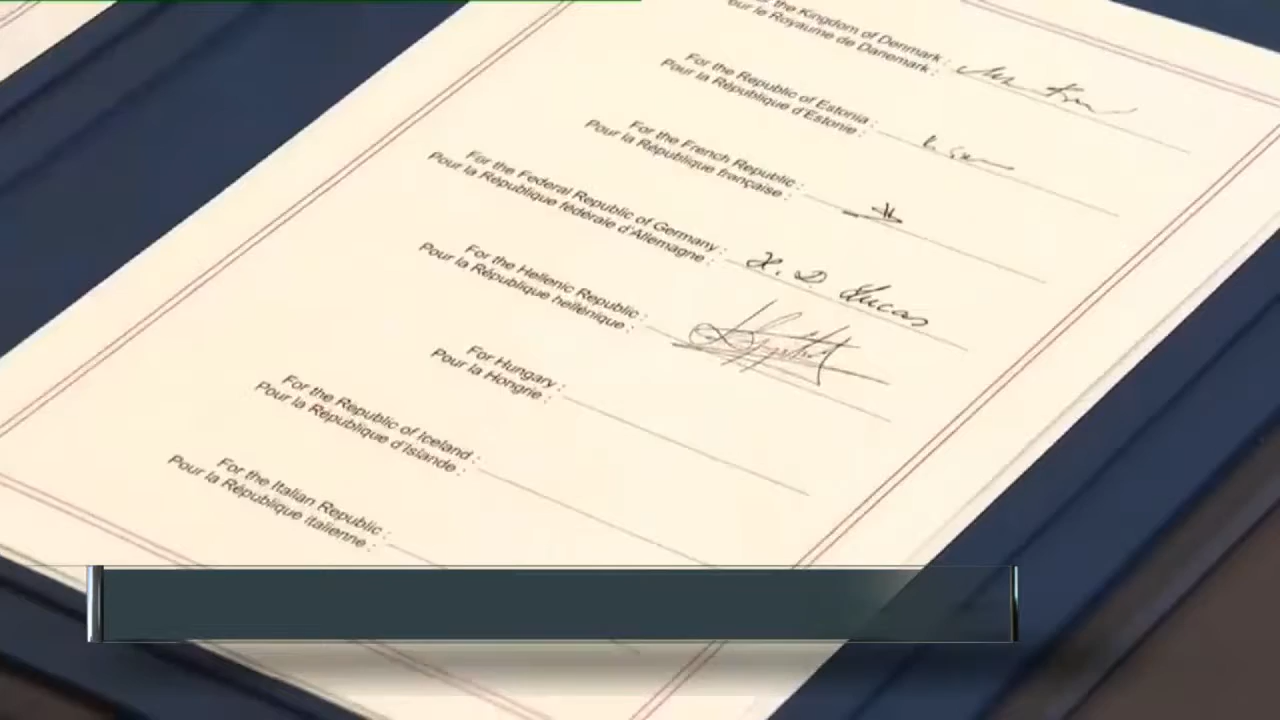 the Kingdom of Denmark :
our le Royaume de Danemark :
For the Republic of Estonia :
Pour la République d'Estonie :
For the French Republic :
Pour la République française :
For the Federal Republic of Germany :
Pour la République fédérale d'Allemagne :
H. D. Lucas
For the Hellenic Republic :
Pour la République hellénique :
For Hungary :
Pour la Hongrie :
For the Republic of Iceland :
Pour la République d'Islande :
For the Italian Republic :
Pour la République italienne :